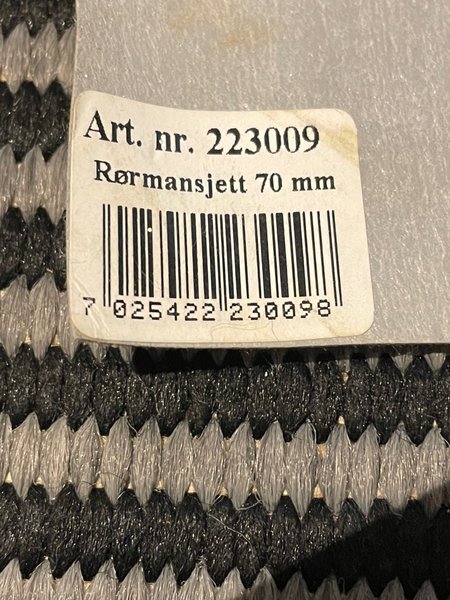 Art. nr. 223009
Rørmansjett 70 mm
7 025422 230098